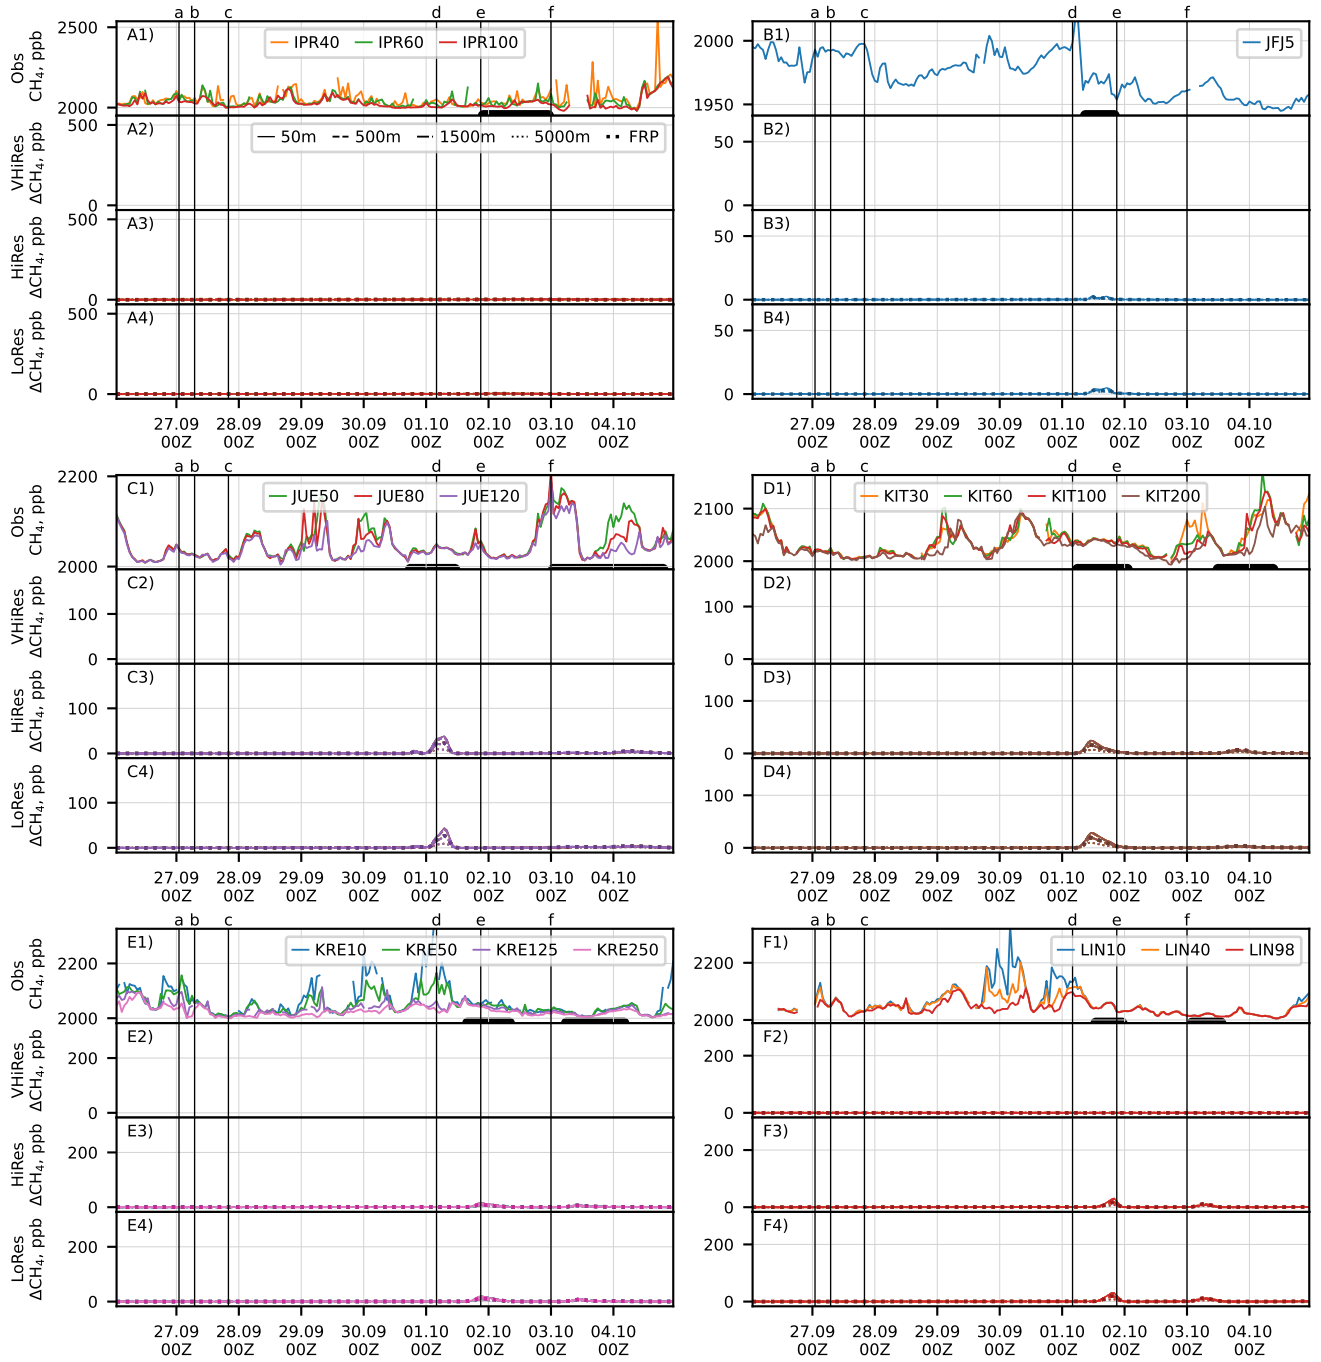 a b c d e f
a b c d e f
A1)
IPR40 IPR60 IPR100
B1)
JFJ5
2500
2000
Obs
CH₄, ppb
2000
1950
A2)
50m 500m 1500m 5000m FRP
B2)
500
0
VHiRes
ΔCH₄, ppb
50
0
A3)
B3)
500
0
HiRes
ΔCH₄, ppb
50
0
A4)
B4)
500
0
LoRes
ΔCH₄, ppb
50
0
27.09 00Z 28.09 00Z 29.09 00Z 30.09 00Z 01.10 00Z 02.10 00Z 03.10 00Z 04.10 00Z
27.09 00Z 28.09 00Z 29.09 00Z 30.09 00Z 01.10 00Z 02.10 00Z 03.10 00Z 04.10 00Z
a b c d e f
a b c d e f
C1)
JUE50 JUE80 JUE120
D1)
KIT30 KIT60 KIT100 KIT200
2200
2000
Obs
CH₄, ppb
2100
2000
C2)
D2)
100
0
VHiRes
ΔCH₄, ppb
100
0
C3)
D3)
100
0
HiRes
ΔCH₄, ppb
100
0
C4)
D4)
100
0
LoRes
ΔCH₄, ppb
100
0
27.09 00Z 28.09 00Z 29.09 00Z 30.09 00Z 01.10 00Z 02.10 00Z 03.10 00Z 04.10 00Z
27.09 00Z 28.09 00Z 29.09 00Z 30.09 00Z 01.10 00Z 02.10 00Z 03.10 00Z 04.10 00Z
a b c d e f
a b c d e f
E1)
KRE10 KRE50 KRE125 KRE250
F1)
LIN10 LIN40 LIN98
2200
2000
Obs
CH₄, ppb
2200
2000
E2)
F2)
200
0
VHiRes
ΔCH₄, ppb
200
0
E3)
F3)
200
0
HiRes
ΔCH₄, ppb
200
0
E4)
F4)
200
0
LoRes
ΔCH₄, ppb
200
0
27.09 00Z 28.09 00Z 29.09 00Z 30.09 00Z 01.10 00Z 02.10 00Z 03.10 00Z 04.10 00Z
27.09 00Z 28.09 00Z 29.09 00Z 30.09 00Z 01.10 00Z 02.10 00Z 03.10 00Z 04.10 00Z